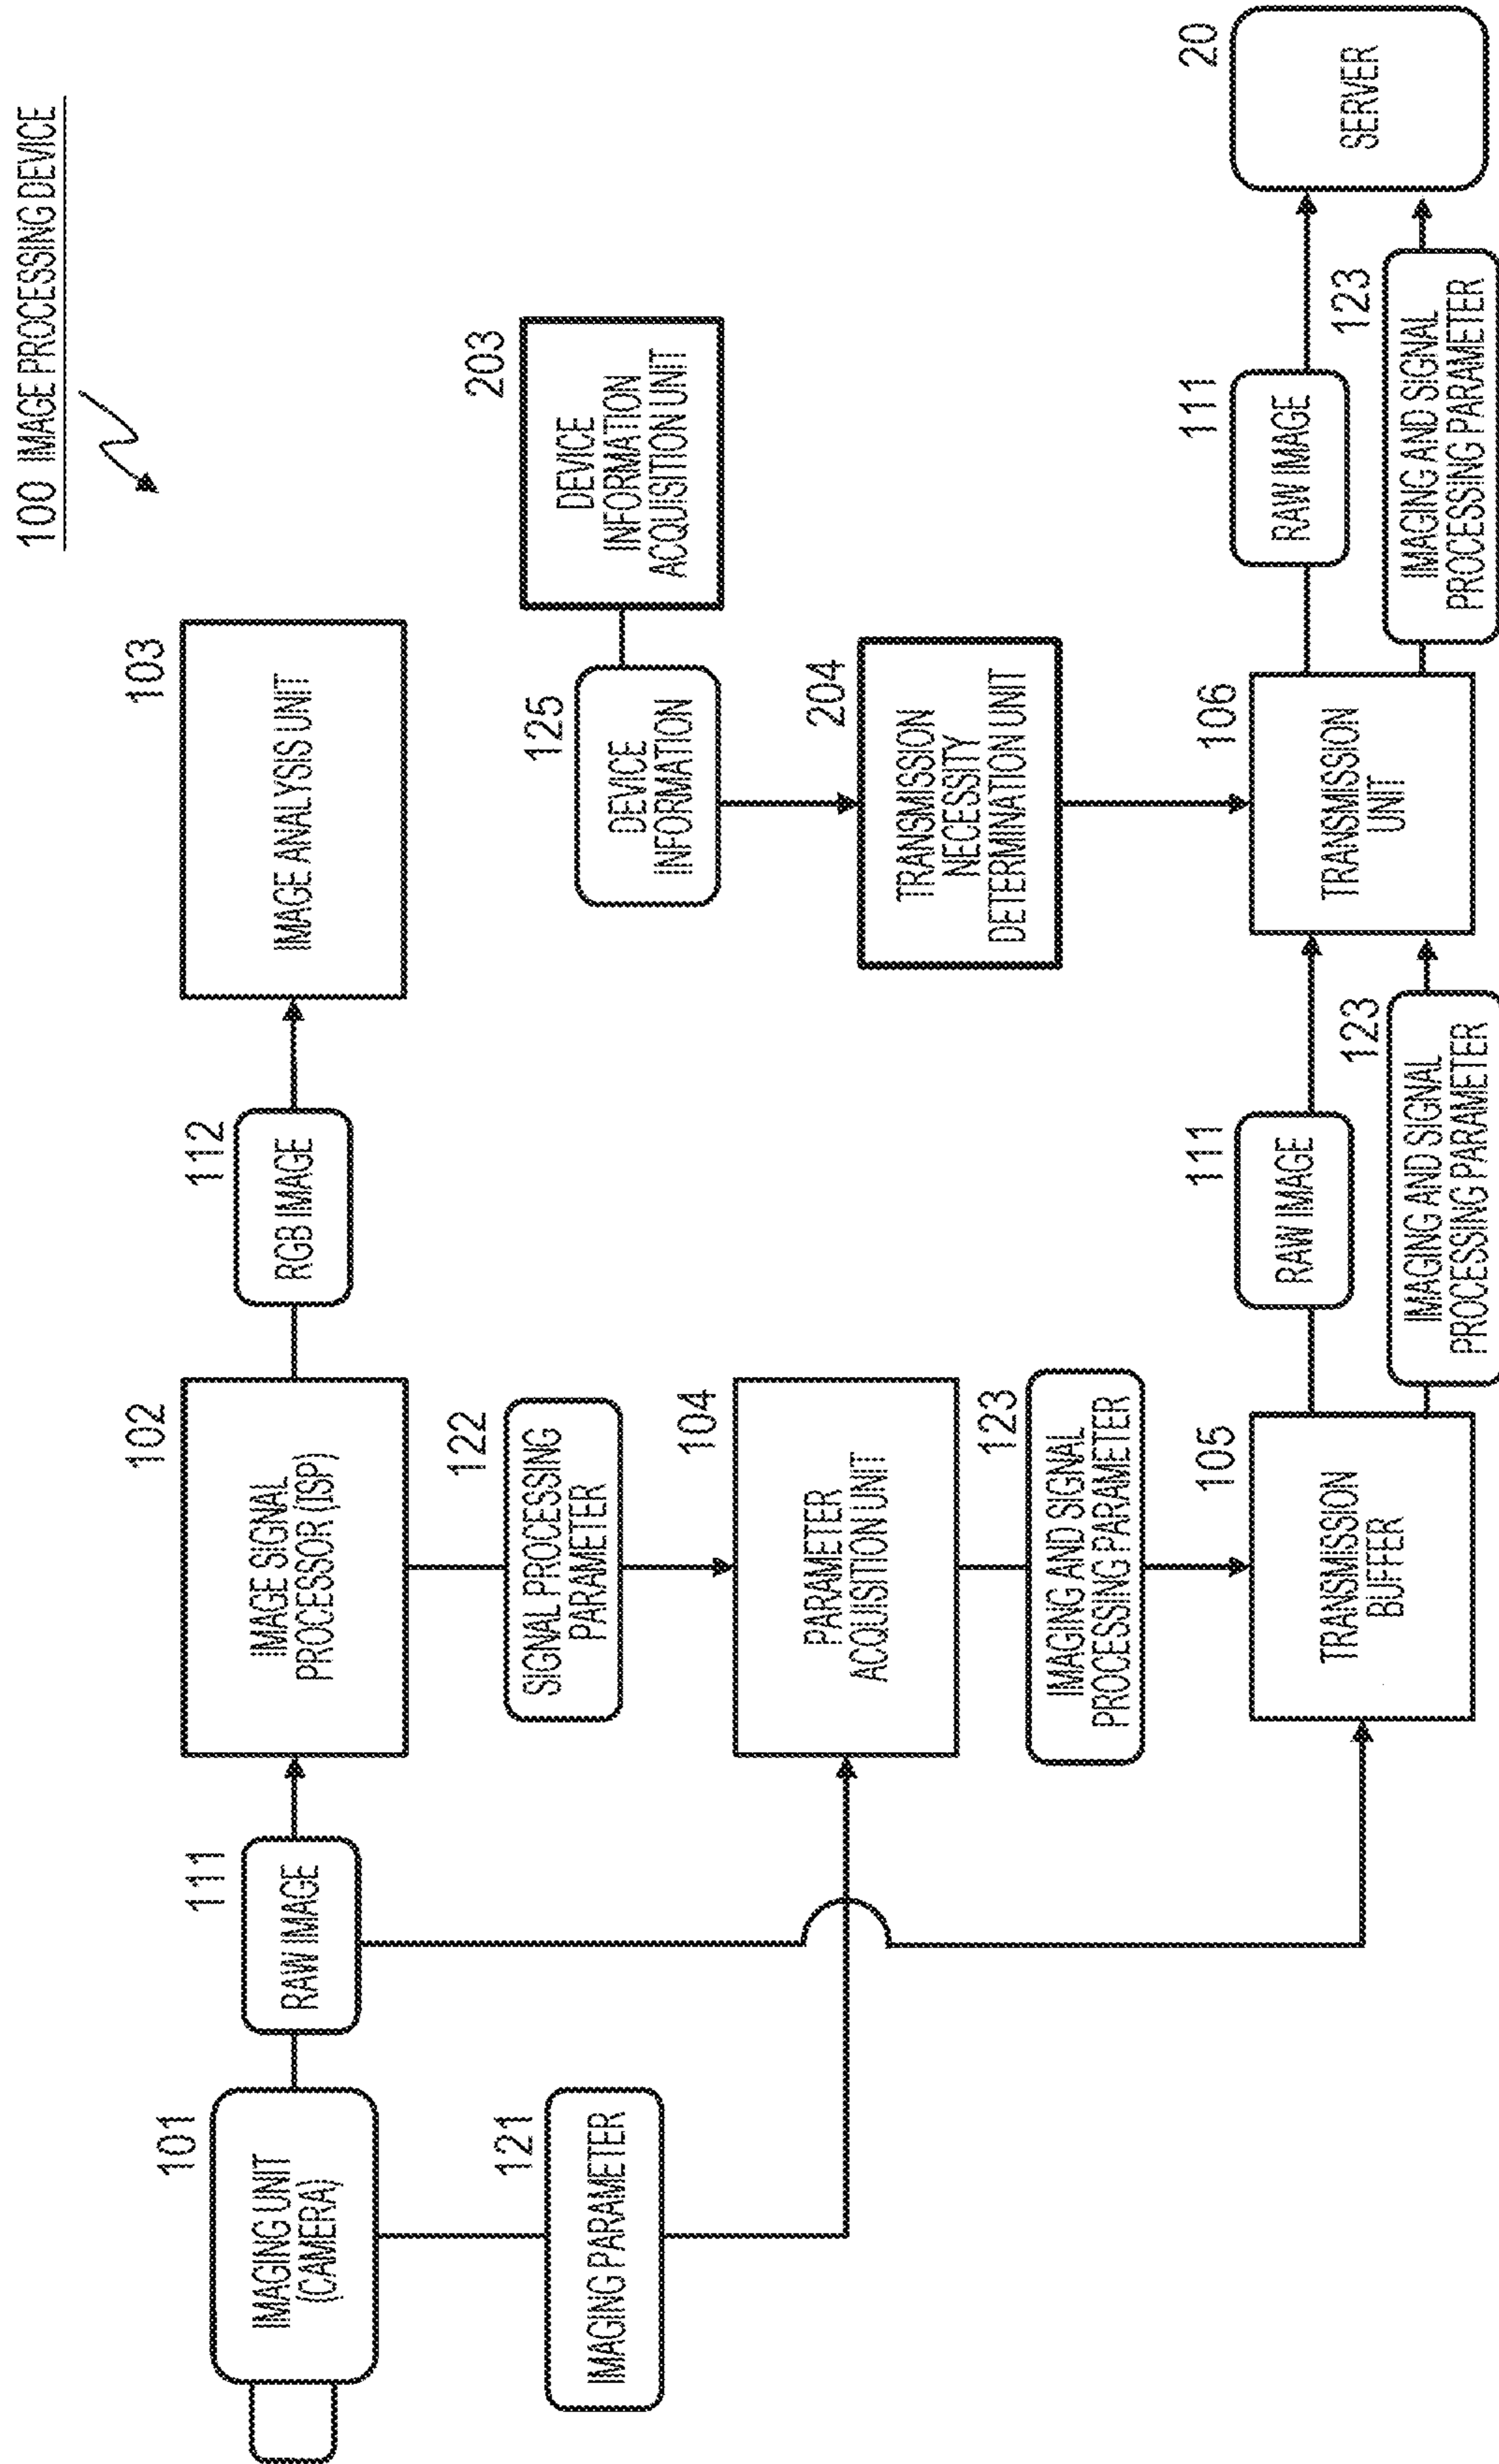 100 IMAGE PROCESSING DEVICE
101
IMAGING UNIT
(CAMERA)
111
RAW IMAGE
102
IMAGE SIGNAL
PROCESSOR (ISP)
112
RGB IMAGE
103
IMAGE ANALYSIS UNIT
121
IMAGING PARAMETER
122
SIGNAL PROCESSING
PARAMETER
104
PARAMETER
ACQUISITION UNIT
123
IMAGING AND SIGNAL
PROCESSING PARAMETER
203
DEVICE
INFORMATION
ACQUISITION UNIT
125
DEVICE
INFORMATION
204
TRANSMISSION
NECESSITY
DETERMINATION UNIT
105
TRANSMISSION
BUFFER
111
RAW IMAGE
123
IMAGING AND SIGNAL
PROCESSING PARAMETER
106
TRANSMISSION
UNIT
111
RAW IMAGE
123
IMAGING AND SIGNAL
PROCESSING PARAMETER
20
SERVER